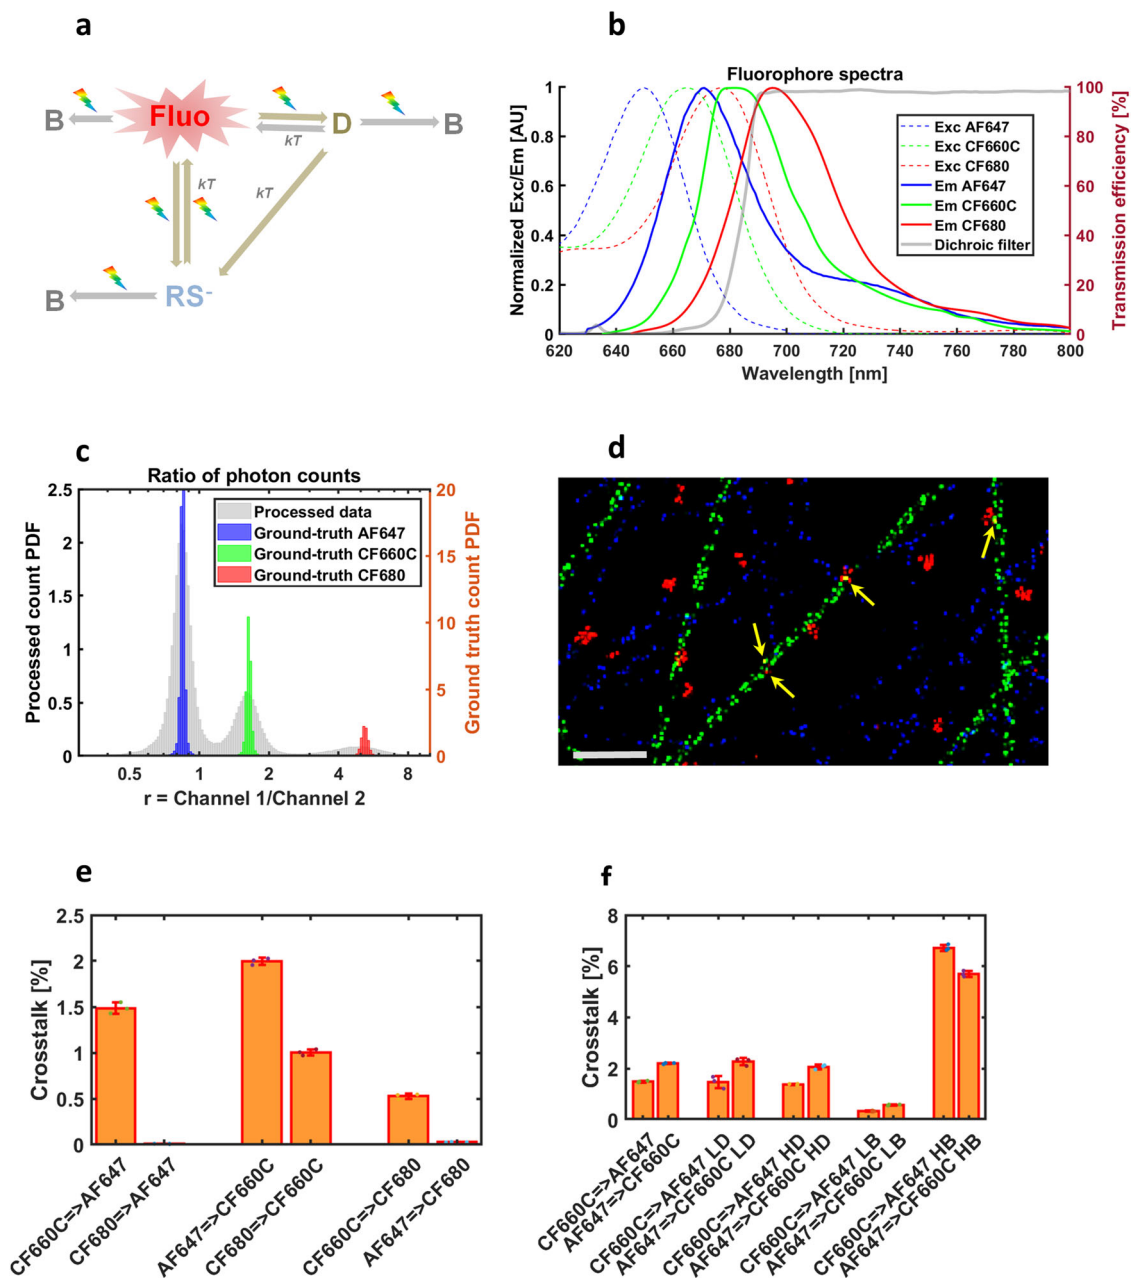 a
B
Fluo
D
B
kT
kT
kT
B
RS-
b
Fluorophore spectra
Normalized Exc/Em [AU]
Transmission efficiency [%]
1
0.8
0.6
0.4
0.2
0
100
80
60
40
20
0
Exc AF647
Exc CF660C
Exc CF680
Em AF647
Em CF660C
Em CF680
Dichroic filter
620 640 660 680 700 720 740 760 780 800
Wavelength [nm]
c
Ratio of photon counts
Processed count PDF
Ground truth count PDF
2.5
2
1.5
1
0.5
0
20
15
10
5
0
Processed data
Ground-truth AF647
Ground-truth CF660C
Ground-truth CF680
0.5 1 2 4 8
r = Channel 1/Channel 2
d
e
Crosstalk [%]
2.5
2
1.5
1
0.5
0
CF660C=>AF647
CF680=>AF647
AF647=>CF660C
CF680=>CF660C
CF660C=>CF680
AF647=>CF680
f
Crosstalk [%]
8
6
4
2
0
CF660C=>AF647
AF647=>CF660C
CF660C=>AF647 LD
AF647=>CF660C LD
CF660C=>AF647 HD
AF647=>CF660C HD
CF660C=>AF647 LB
AF647=>CF660C LB
CF660C=>AF647 HB
AF647=>CF660C HB